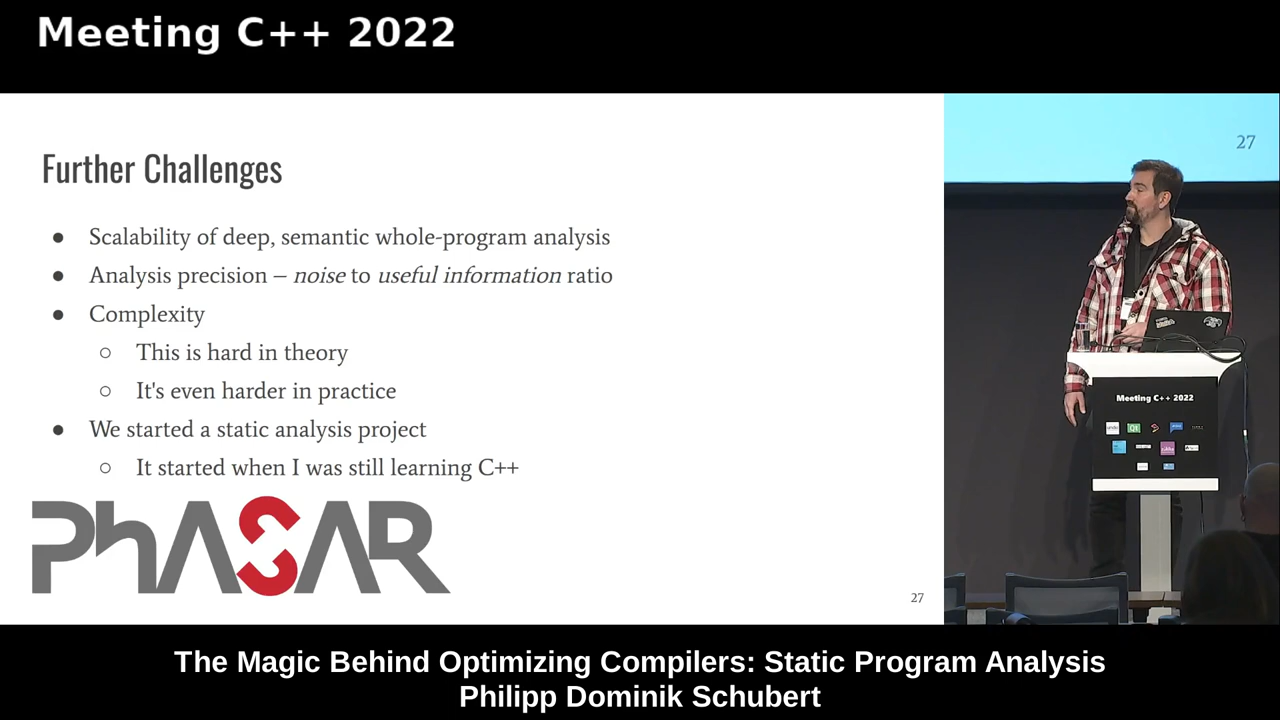 Meeting C++ 2022
Further Challenges
● Scalability of deep, semantic whole-program analysis
● Analysis precision – noise to useful information ratio
● Complexity
○ This is hard in theory
○ It's even harder in practice
● We started a static analysis project
○ It started when I was still learning C++
PhASAR
27
27
Meeting C++ 2022
Qt
The Magic Behind Optimizing Compilers: Static Program Analysis
Philipp Dominik Schubert